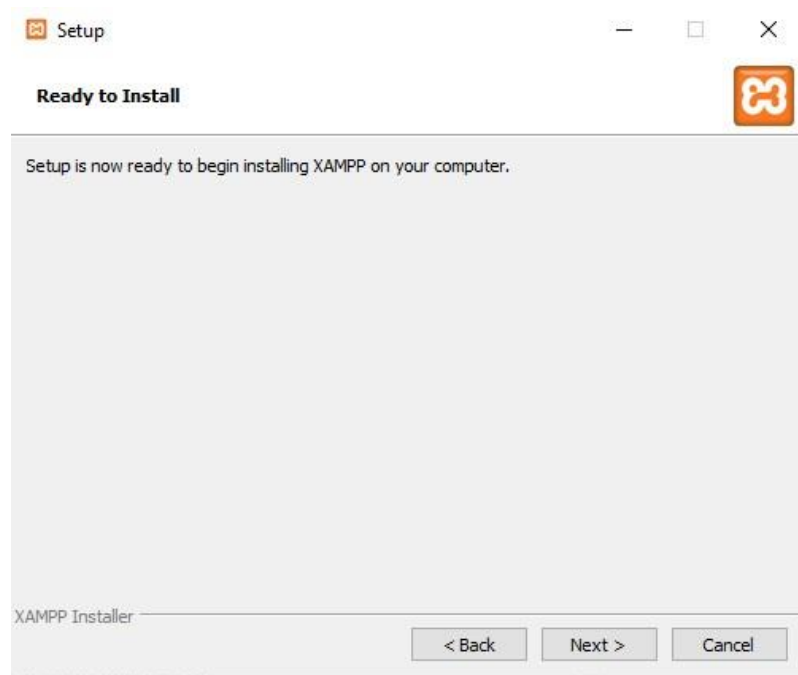 Setup
Ready to Install
Setup is now ready to begin installing XAMPP on your computer.
XAMPP Installer
< Back Next > Cancel